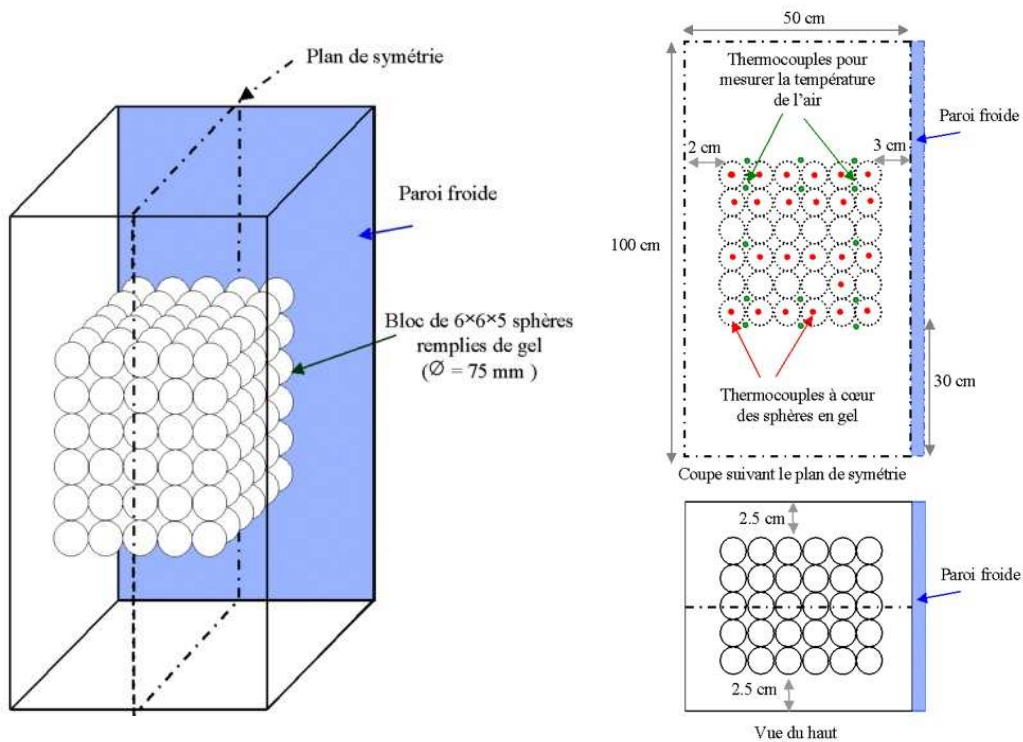 Plan de symétrie
Paroi froide
Bloc de 6×6×5 sphères
remplies de gel
(∅ = 75 mm )
50 cm
Thermocouples pour
mesurer la température
de l'air
Paroi froide
2 cm
3 cm
100 cm
30 cm
Thermocouples à cœur
des sphères en gel
Coupe suivant le plan de symétrie
2.5 cm
Paroi froide
2.5 cm
Vue du haut